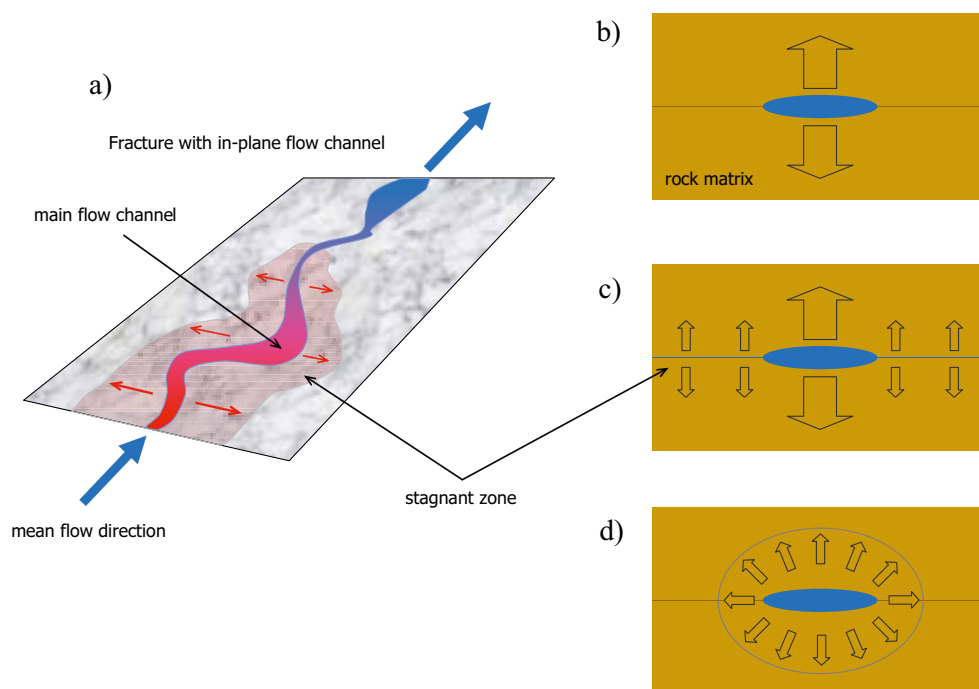 a)
Fracture with in-plane flow channel
main flow channel
stagnant zone
mean flow direction
b)
rock matrix
c)
d)